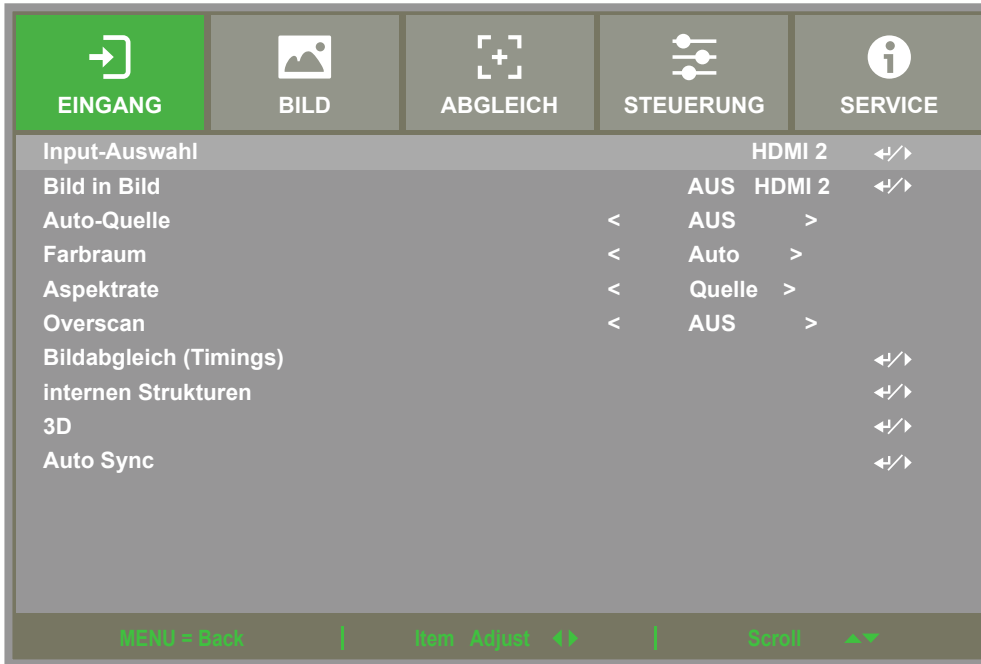 EINGANG BILD ABGLEICH STEUERUNG SERVICE
Input-Auswahl HDMI 2
Bild in Bild AUS HDMI 2
Auto-Quelle < AUS >
Farbraum < Auto >
Aspektrate < Quelle >
Overscan < AUS >
Bildabgleich (Timings)
internen Strukturen
3D
Auto Sync
MENU = Back | Item Adjust | Scroll